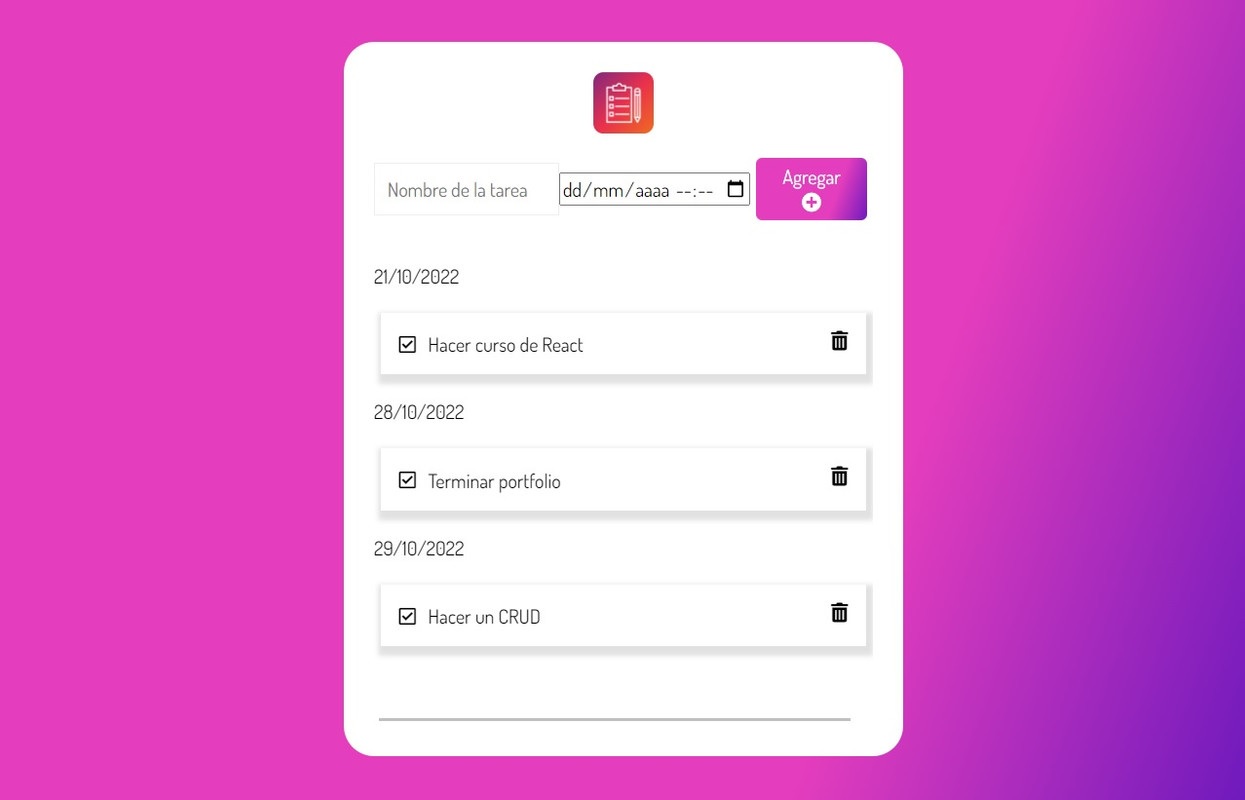 Nombre de la tarea
dd/mm/aaaa --:--
Agregar
21/10/2022
Hacer curso de React
28/10/2022
Terminar portfolio
29/10/2022
Hacer un CRUD